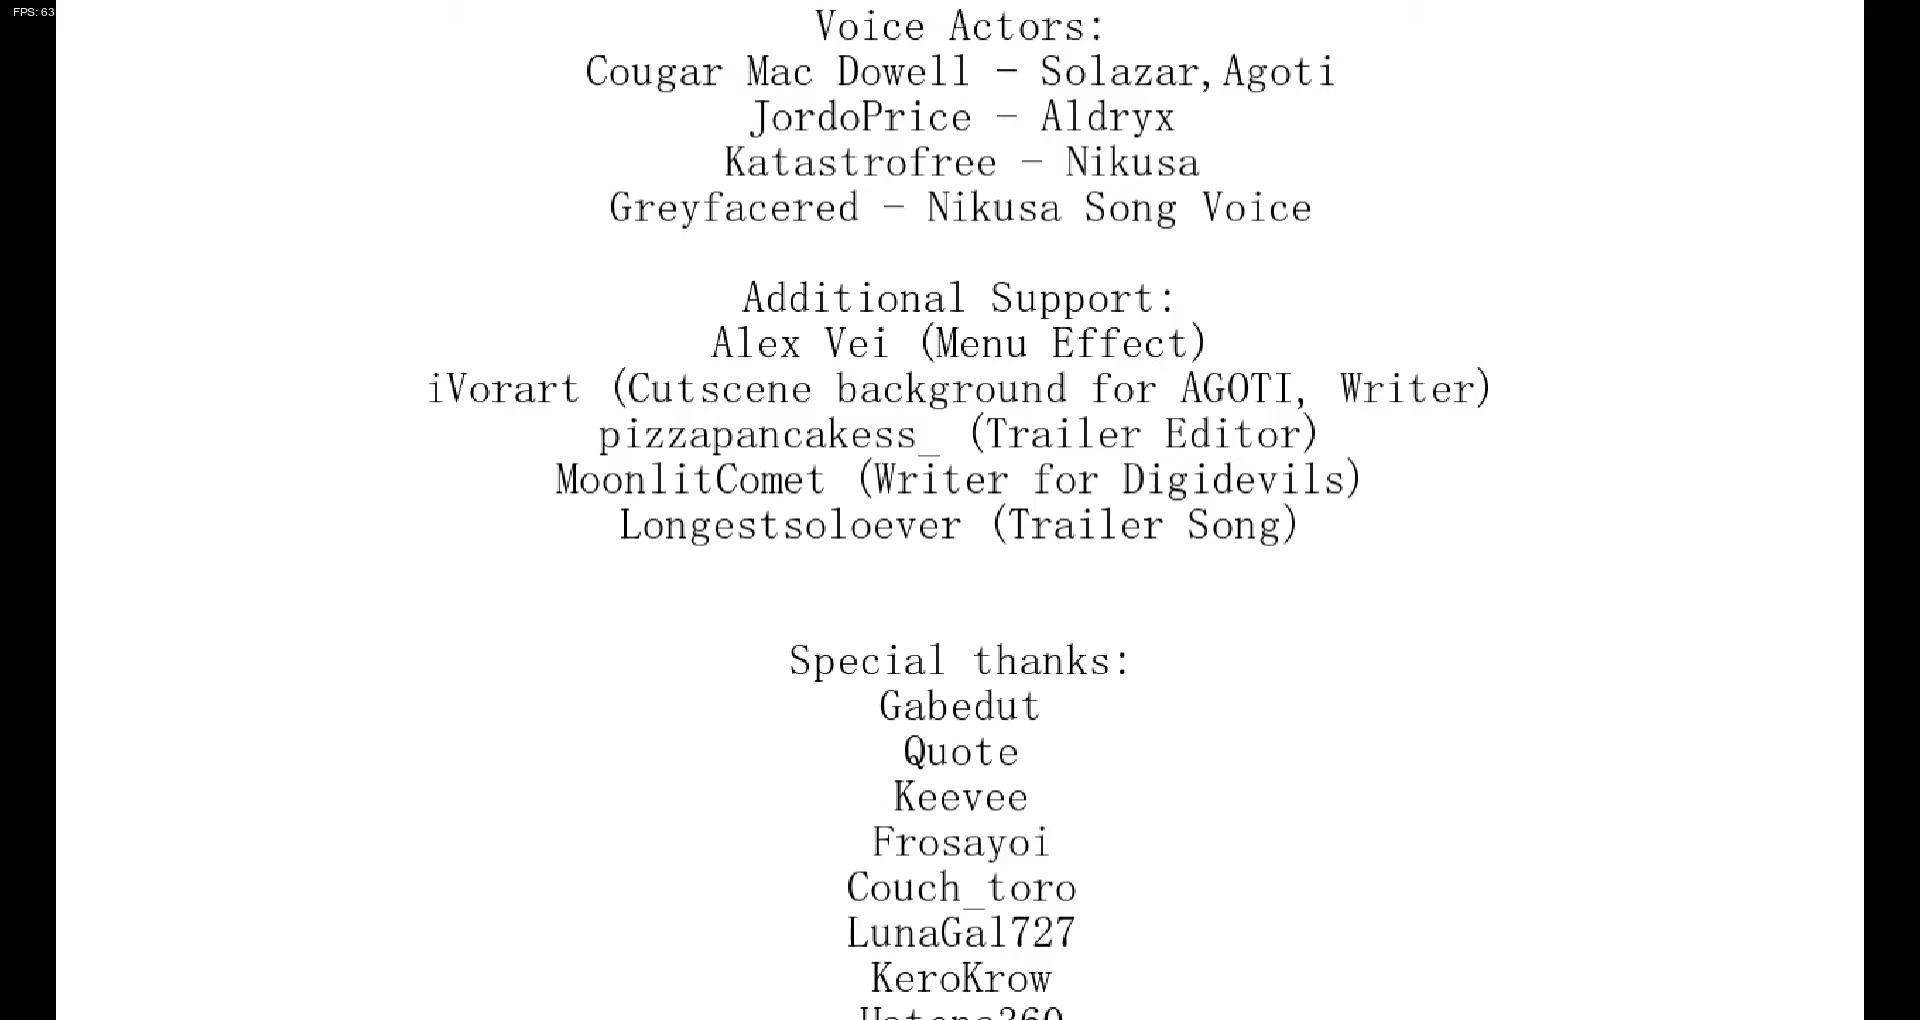 FPS: 63
Voice Actors:
Cougar Mac Dowell - Solazar,Agoti
JordoPrice - Aldryx
Katastrofree - Nikusa
Greyfacered - Nikusa Song Voice
Additional Support:
Alex Vei (Menu Effect)
iVorart (Cutscene background for AGOTI, Writer)
pizzapancakess_ (Trailer Editor)
MoonlitComet (Writer for Digidevils)
Longestsoloever (Trailer Song)
Special thanks:
Gabedut
Quote
Keevee
Frosayoi
Couch_toro
LunaGal727
KeroKrow